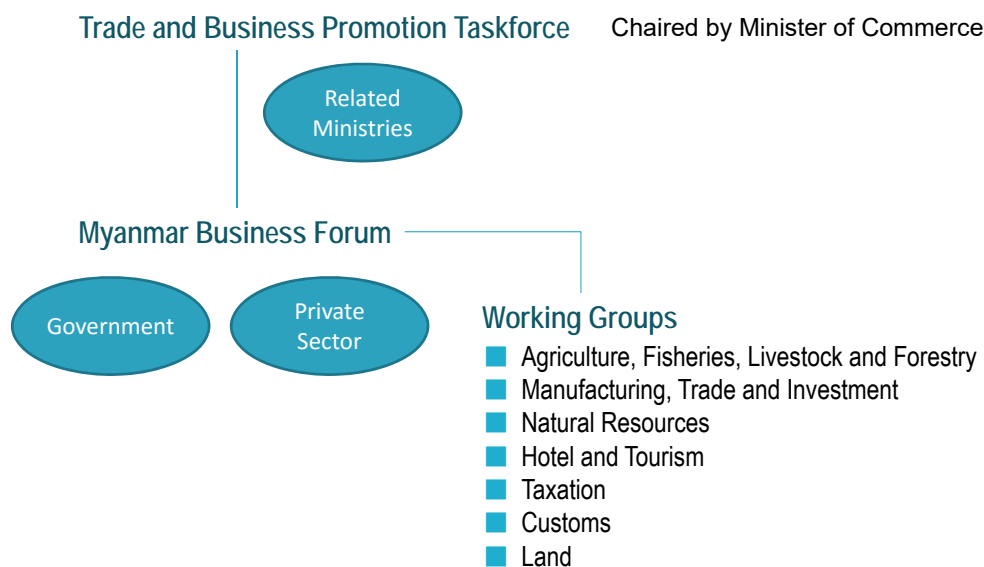 Trade and Business Promotion Taskforce Chaired by Minister of Commerce
Related
Ministries
Myanmar Business Forum
Government
Private
Sector
Working Groups
Agriculture, Fisheries, Livestock and Forestry
Manufacturing, Trade and Investment
Natural Resources
Hotel and Tourism
Taxation
Customs
Land